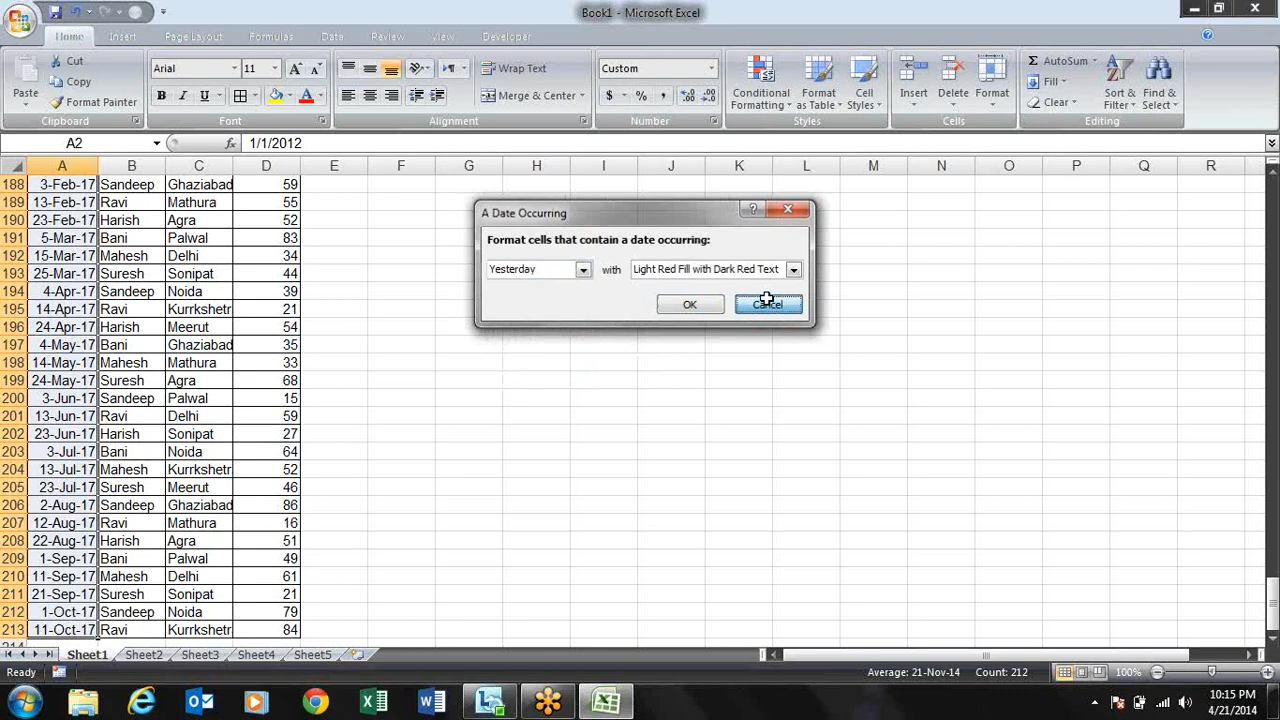 Book1 - Microsoft Excel
Home Insert Page Layout Formulas Data Review View Developer
Cut
Copy
Format Painter
Paste
Clipboard
Arial 11
Font
Wrap Text
Merge & Center
Alignment
Custom
Number
Conditional Formatting
Format as Table
Cell Styles
Styles
Insert Delete Format
Cells
AutoSum
Fill
Clear
Sort & Filter
Find & Select
Editing
A2 fx 1/1/2012
A B C D E F G H I J K L M N O P Q R
188 3-Feb-17 Sandeep Ghaziabad 59
189 13-Feb-17 Ravi Mathura 55
190 23-Feb-17 Harish Agra 52
191 5-Mar-17 Bani Palwal 83
192 15-Mar-17 Mahesh Delhi 34
193 25-Mar-17 Suresh Sonipat 44
194 4-Apr-17 Sandeep Noida 39
195 14-Apr-17 Ravi Kurrkshetr 21
196 24-Apr-17 Harish Meerut 54
197 4-May-17 Bani Ghaziabad 35
198 14-May-17 Mahesh Mathura 33
199 24-May-17 Suresh Agra 68
200 3-Jun-17 Sandeep Palwal 15
201 13-Jun-17 Ravi Delhi 59
202 23-Jun-17 Harish Sonipat 27
203 3-Jul-17 Bani Noida 64
204 13-Jul-17 Mahesh Kurrkshetr 52
205 23-Jul-17 Suresh Meerut 46
206 2-Aug-17 Sandeep Ghaziabad 86
207 12-Aug-17 Ravi Mathura 16
208 22-Aug-17 Harish Agra 51
209 1-Sep-17 Bani Palwal 49
210 11-Sep-17 Mahesh Delhi 61
211 21-Sep-17 Suresh Sonipat 21
212 1-Oct-17 Sandeep Noida 79
213 11-Oct-17 Ravi Kurrkshetr 84
214
A Date Occurring
Format cells that contain a date occurring:
Yesterday with Light Red Fill with Dark Red Text
OK Cancel
Sheet1 Sheet2 Sheet3 Sheet4 Sheet5
Ready Average: 21-Nov-14 Count: 212 100%
10:15 PM
4/21/2014